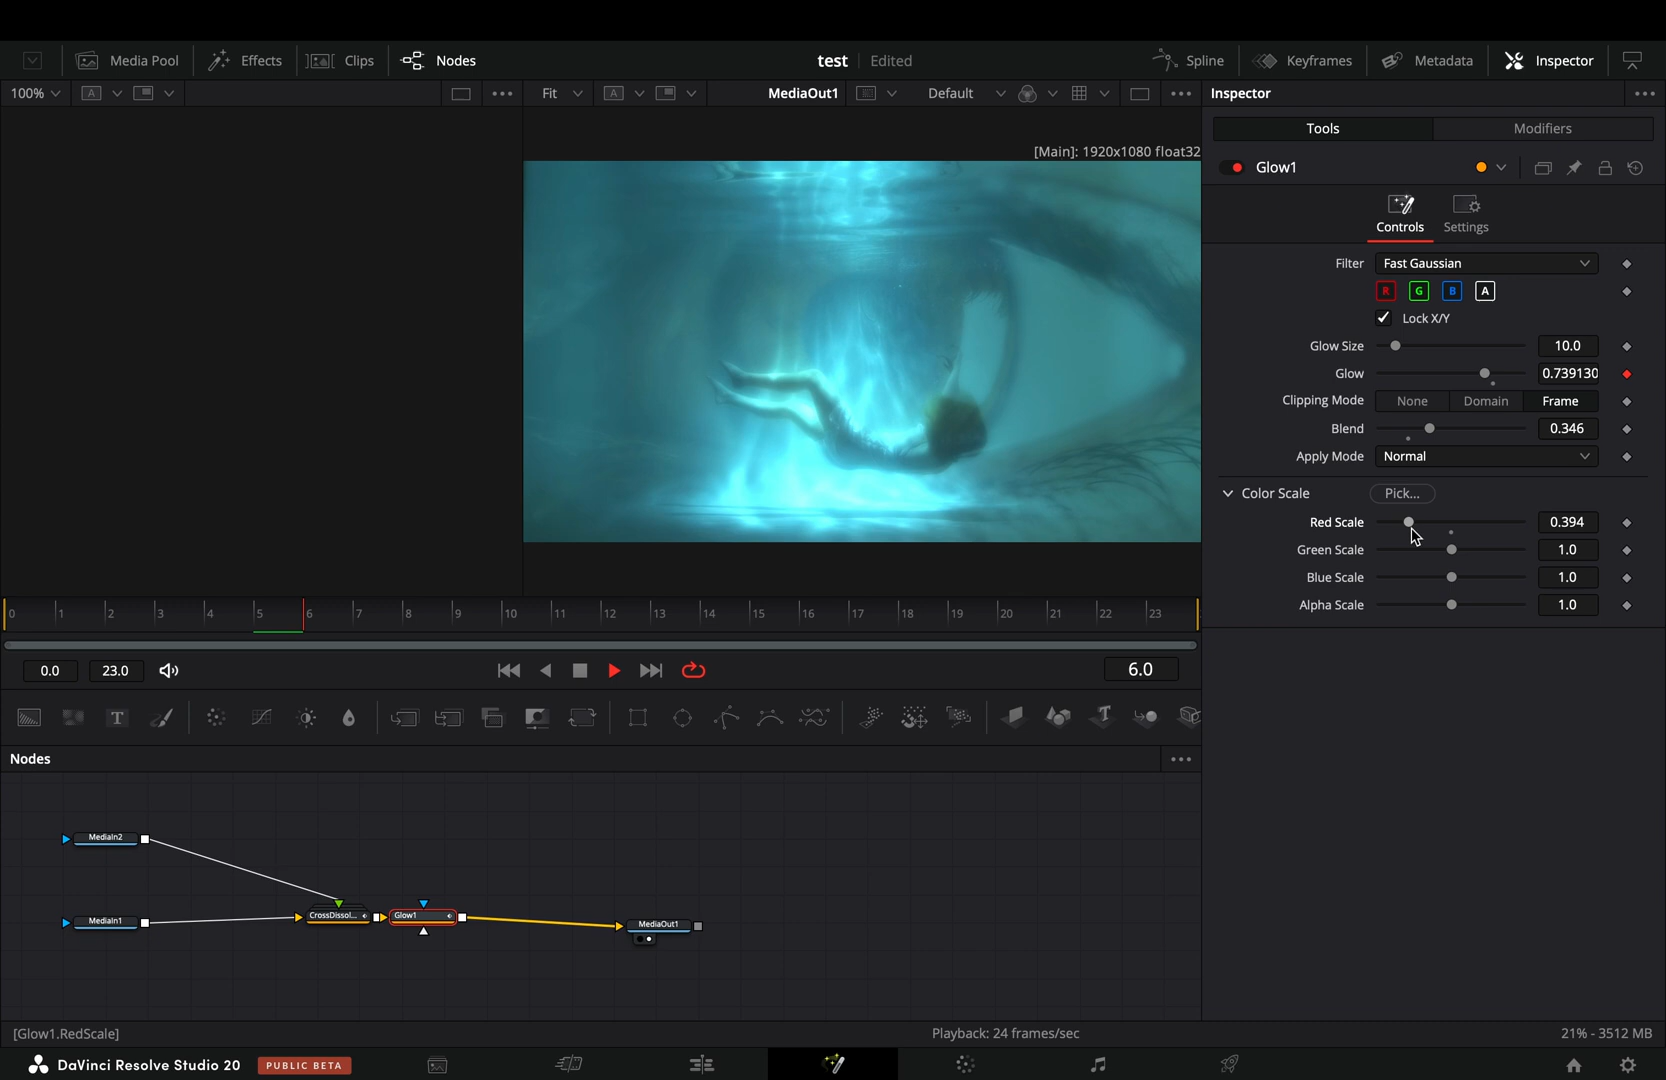 Media Pool Effects Clips Nodes test Edited Spline Keyframes Metadata Inspector
100% A Fit A MediaOut1 Default Inspector
Tools Modifiers
[Main]: 1920x1080 float32
Glow1
Controls Settings
Filter Fast Gaussian
R G B A
Lock X/Y
Glow Size 10.0
Glow 0.739130
Clipping Mode None Domain Frame
Blend 0.346
Apply Mode Normal
Color Scale Pick...
Red Scale 0.394
Green Scale 1.0
Blue Scale 1.0
Alpha Scale 1.0
0 1 2 3 4 5 6 7 8 9 10 11 12 13 14 15 16 17 18 19 20 21 22 23
0.0 23.0 6.0
T T
Nodes
MediaIn2
MediaIn1 CrossDissol... Glow1 MediaOut1
[Glow1.RedScale] Playback: 24 frames/sec 21% - 3512 MB
DaVinci Resolve Studio 20 PUBLIC BETA